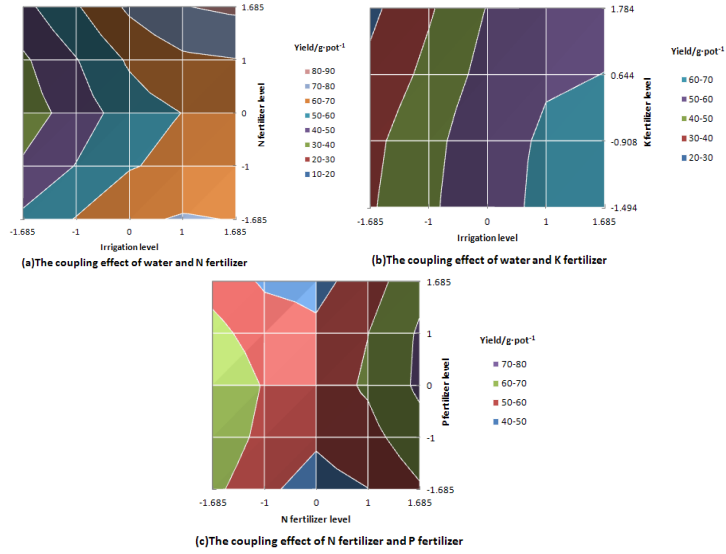 1.685
1
0
-1
-1.685
N fertilizer level
-1.685 -1 0 1 1.685
Irrigation level
Yield/g·pot-1
80-90
70-80
60-70
50-60
40-50
30-40
20-30
10-20
(a)The coupling effect of water and N fertilizer
1.784
0.644
-0.908
-1.494
K fertilizer level
-1.685 -1 0 1 1.685
Irrigation level
Yield/g·pot-1
60-70
50-60
40-50
30-40
20-30
(b)The coupling effect of water and K fertilizer
1.685
1
0
-1
-1.685
P fertilizer level
-1.685 -1 0 1 1.685
N fertilizer level
Yield/g·pot-1
70-80
60-70
50-60
40-50
(c)The coupling effect of N fertilizer and P fertilizer